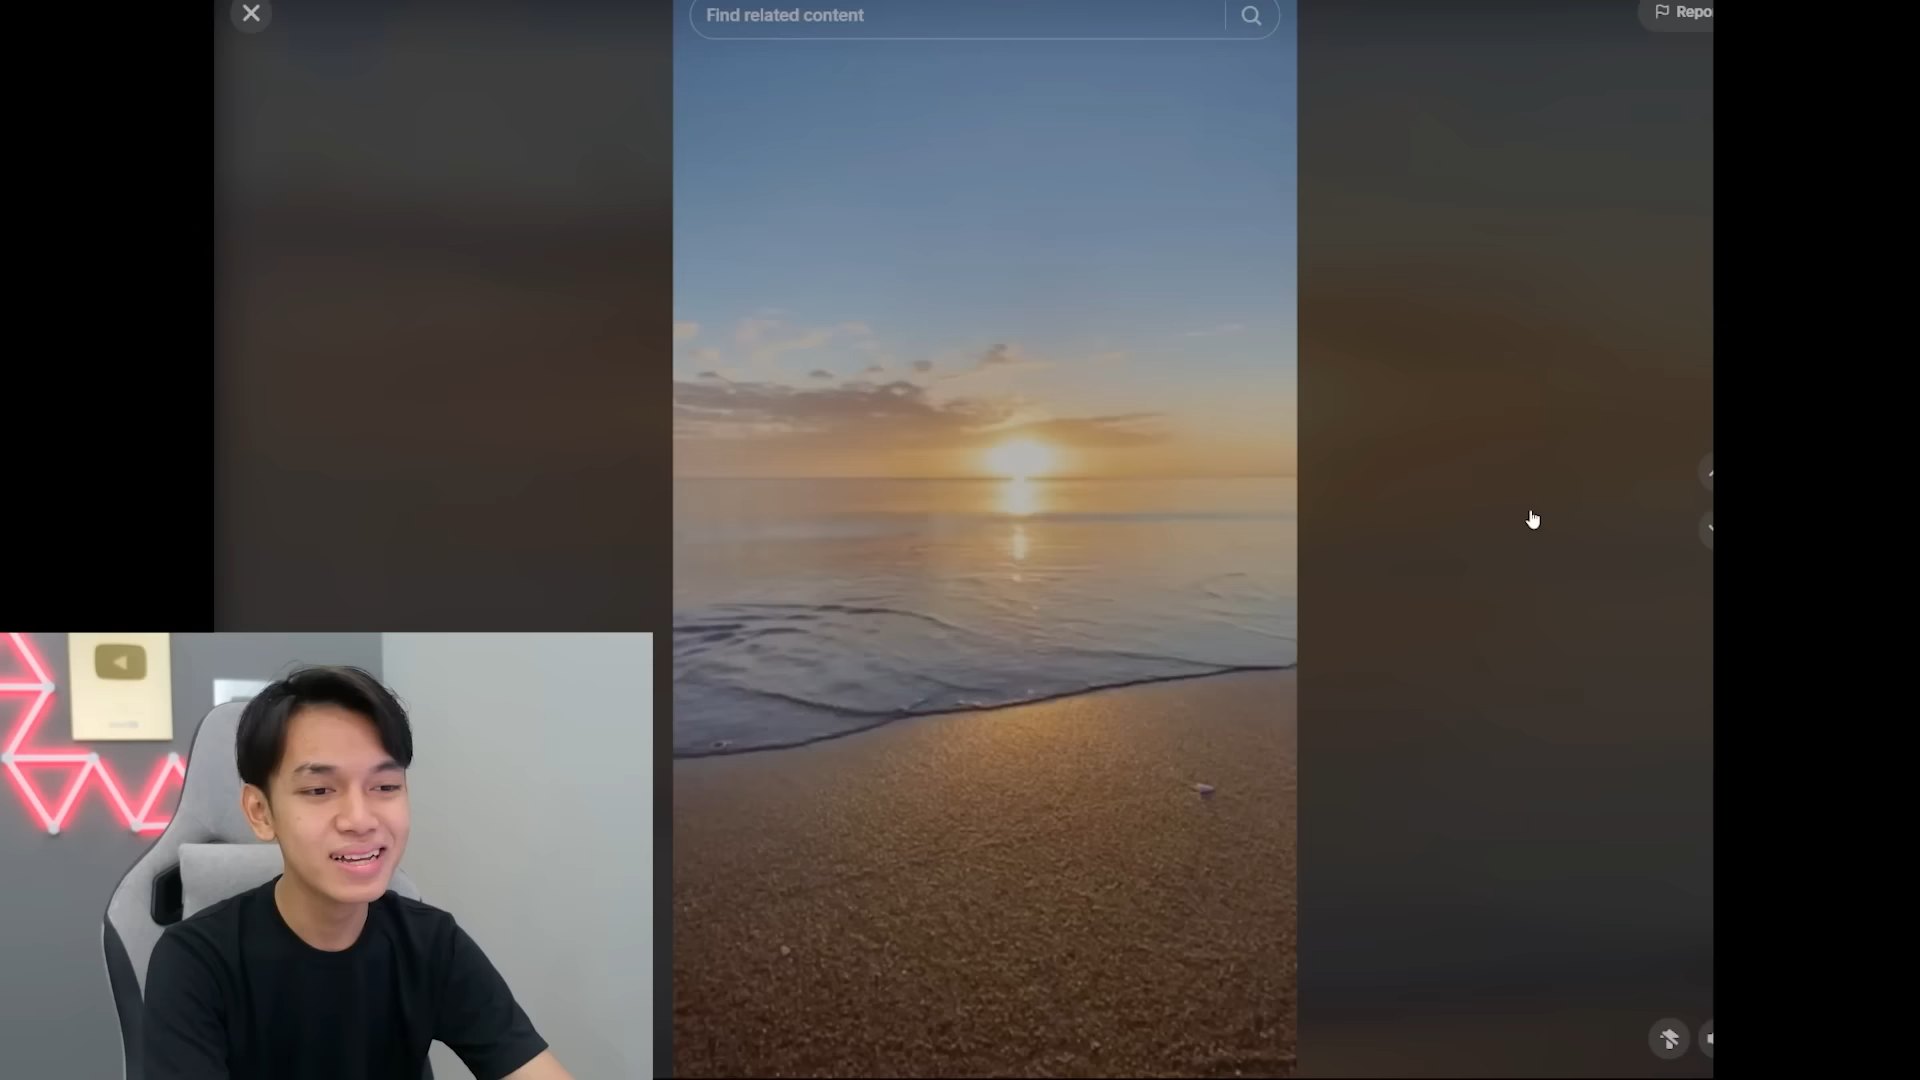 Find related content
Repo